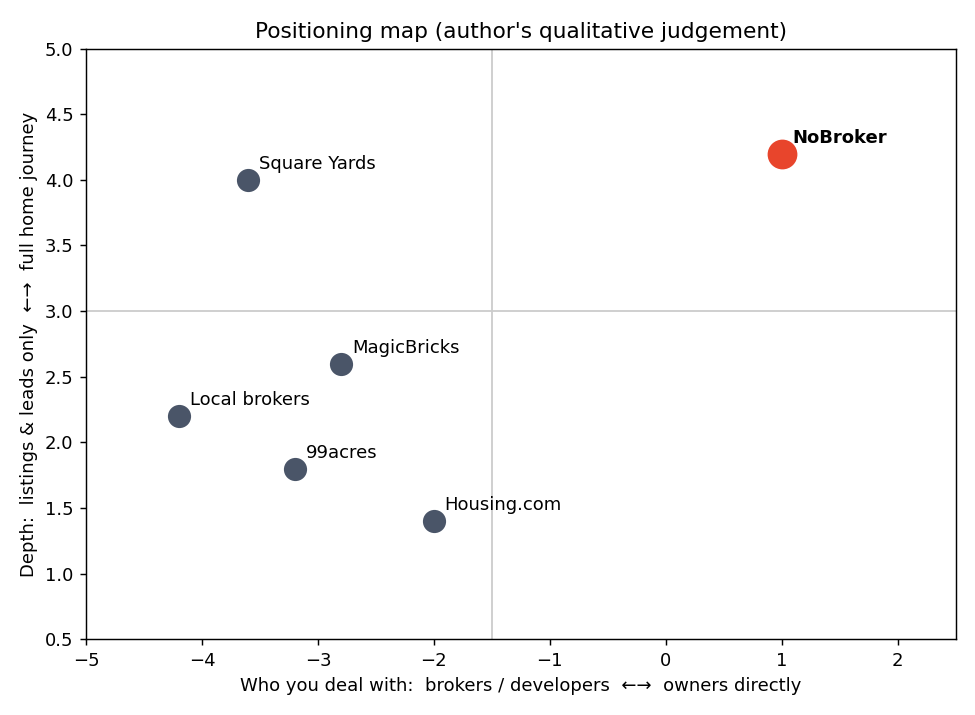 Positioning map (author's qualitative judgement)
Depth:  listings & leads only  ←→  full home journey
5.0
4.5
4.0
3.5
3.0
2.5
2.0
1.5
1.0
0.5
NoBroker
Square Yards
MagicBricks
Local brokers
99acres
Housing.com
−5
−4
−3
−2
−1
0
1
2
Who you deal with:  brokers / developers  ←→  owners directly